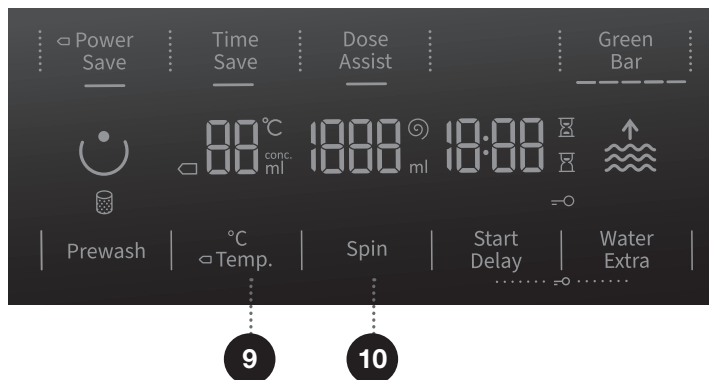 Power Save
Time Save
Dose Assist
Green Bar
88 °C
conc.
ml
1888
ml
18:88
Prewash
°C Temp.
Spin
Start Delay
Water Extra
9
10